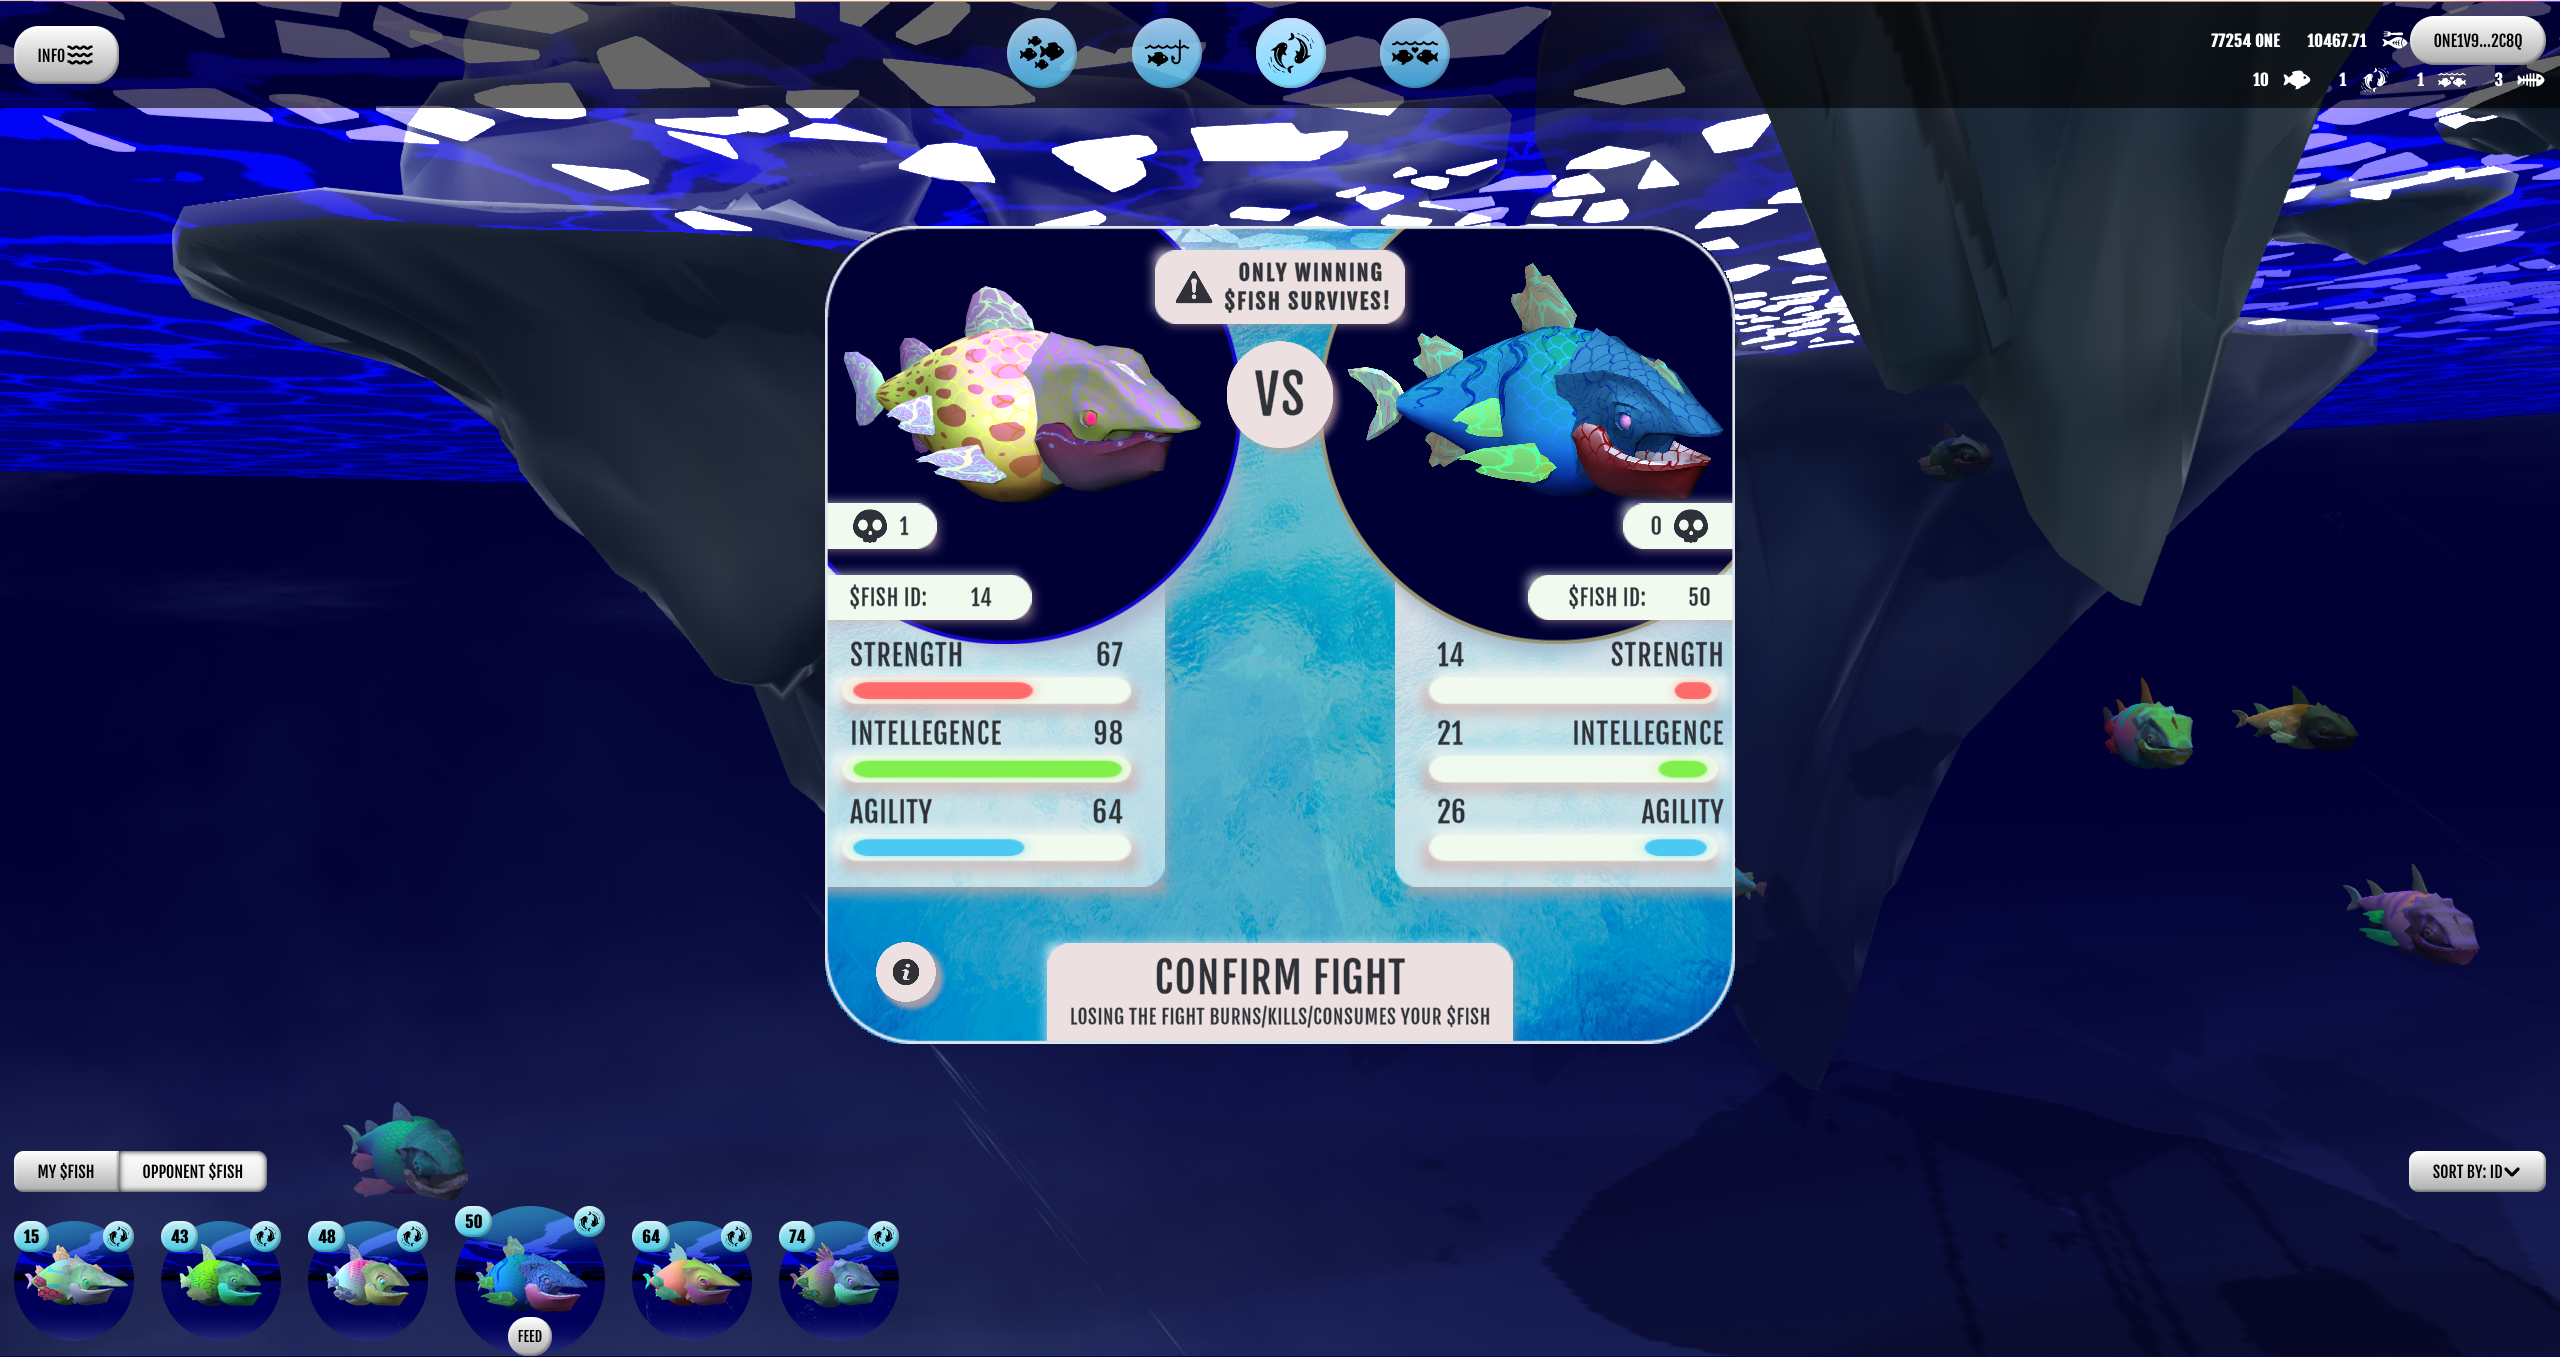 INFO
77254 ONE 10467.71 ONE1V9...2C8Q
10 1 1 3
ONLY WINNING
$FISH SURVIVES!
VS
1
0
$FISH ID: 14
$FISH ID: 50
STRENGTH 67
14 STRENGTH
INTELLEGENCE 98
21 INTELLEGENCE
AGILITY 64
26 AGILITY
CONFIRM FIGHT
LOSING THE FIGHT BURNS/KILLS/CONSUMES YOUR $FISH
MY $FISH OPPONENT $FISH
SORT BY: ID
15 43 48 50 64 74
FEED